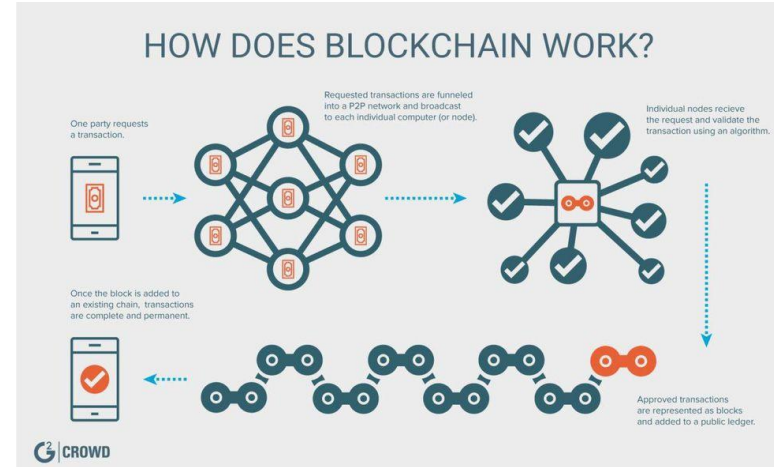 HOW DOES BLOCKCHAIN WORK?
One party requests
a transaction.
Requested transactions are funneled
into a P2P network and broadcast
to each individual computer (or node).
Individual nodes recieve
the request and validate the
transaction using an algorithm.
Approved transactions
are represented as blocks
and added to a public ledger.
Once the block is added to
an existing chain, transactions
are complete and permanent.
G2 | CROWD